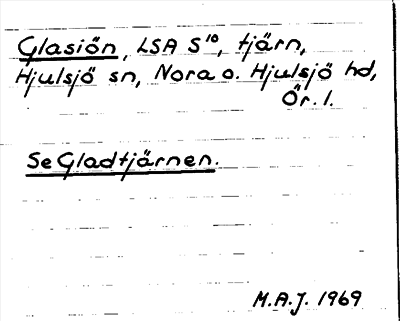 Glasiön, LSA S¹⁰, tjärn,
Hjulsjö sn, Nora o. Hjulsjö hd,
Ör. l.
Se Gladtjärnen.
M.A.J. 1969